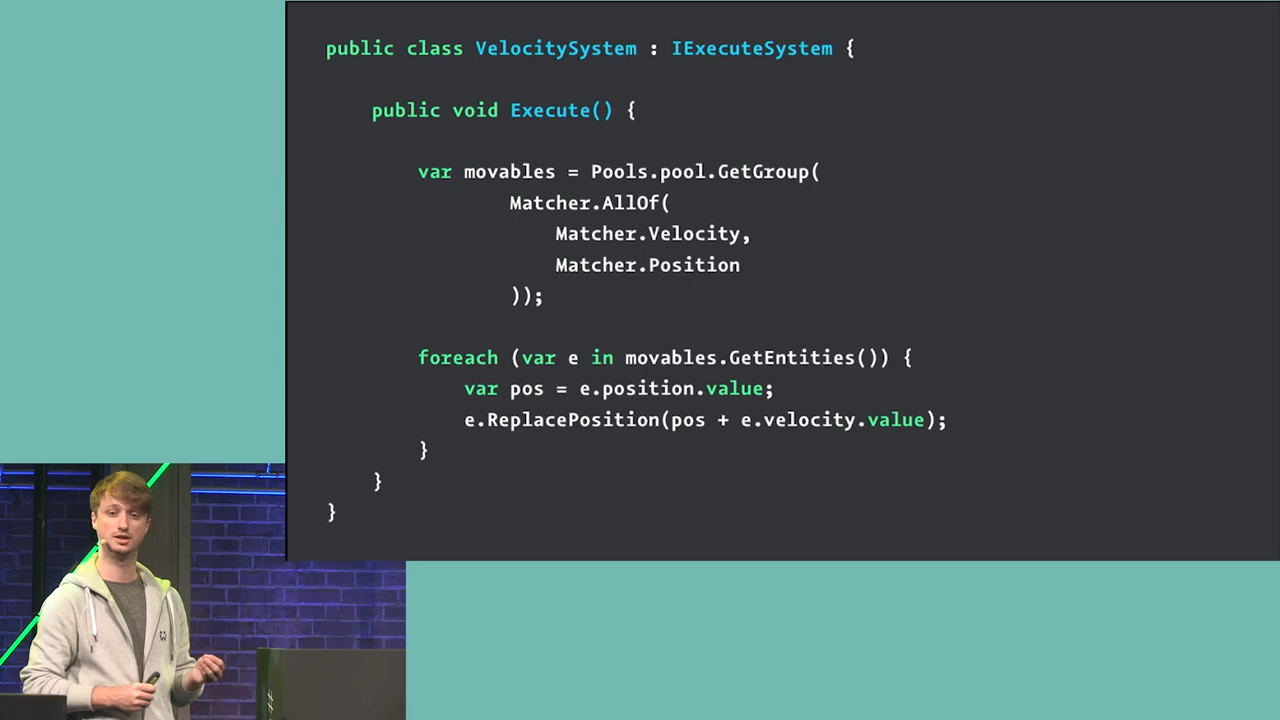 public class VelocitySystem : IExecuteSystem {
public void Execute() {
var movables = Pools.pool.GetGroup(
Matcher.AllOf(
Matcher.Velocity,
Matcher.Position
));
foreach (var e in movables.GetEntities()) {
var pos = e.position.value;
e.ReplacePosition(pos + e.velocity.value);
}
}
}